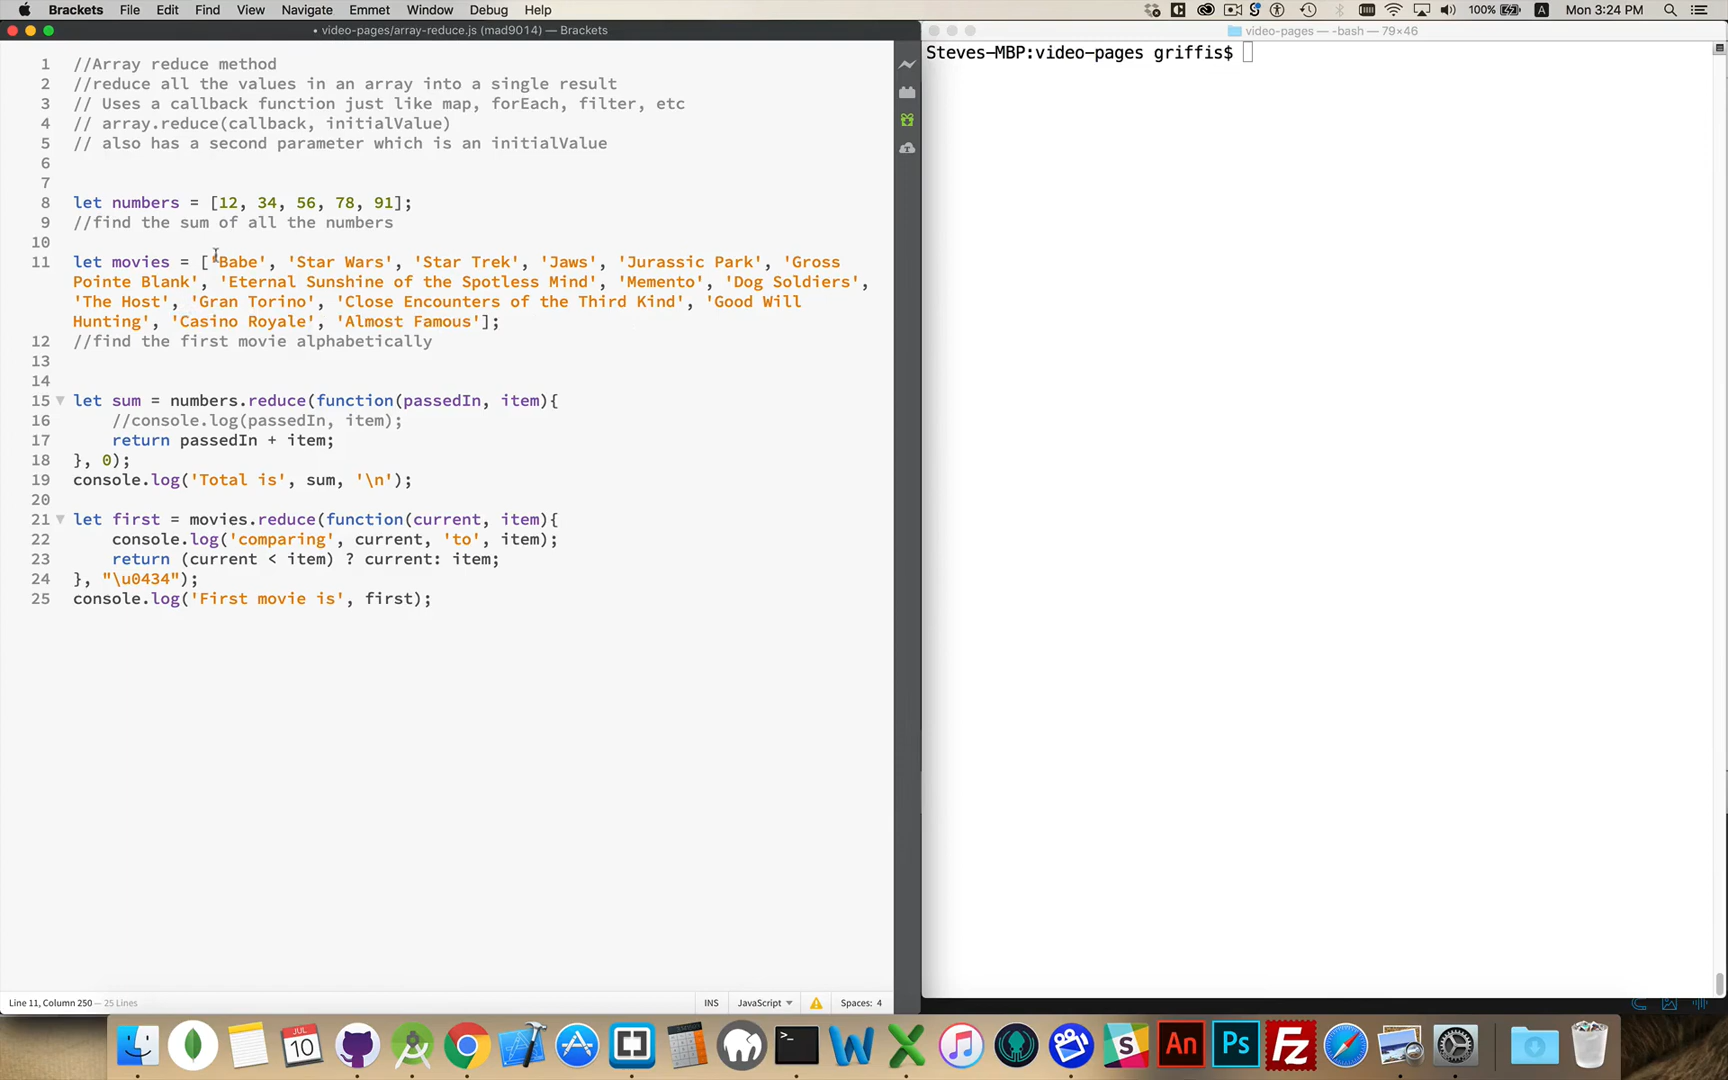 Brackets File Edit Find View Navigate Emmet Window Debug Help 100% A Mon 3:24 PM
• video-pages/array-reduce.js (mad9014) — Brackets
video-pages — -bash — 79×46
Steves-MBP:video-pages griffis$
1 //Array reduce method
2 //reduce all the values in an array into a single result
3 // Uses a callback function just like map, forEach, filter, etc
4 // array.reduce(callback, initialValue)
5 // also has a second parameter which is an initialValue
6
7
8 let numbers = [12, 34, 56, 78, 91];
9 //find the sum of all the numbers
10
11 let movies = ['Babe', 'Star Wars', 'Star Trek', 'Jaws', 'Jurassic Park', 'Gross
Pointe Blank', 'Eternal Sunshine of the Spotless Mind', 'Memento', 'Dog Soldiers',
'The Host', 'Gran Torino', 'Close Encounters of the Third Kind', 'Good Will
Hunting', 'Casino Royale', 'Almost Famous'];
12 //find the first movie alphabetically
13
14
15 let sum = numbers.reduce(function(passedIn, item){
16 //console.log(passedIn, item);
17 return passedIn + item;
18 }, 0);
19 console.log('Total is', sum, '\n');
20
21 let first = movies.reduce(function(current, item){
22 console.log('comparing', current, 'to', item);
23 return (current < item) ? current: item;
24 }, "\u0434");
25 console.log('First movie is', first);
Line 11, Column 250 — 25 Lines
INS JavaScript Spaces: 4
JUL
10
An Ps Fz